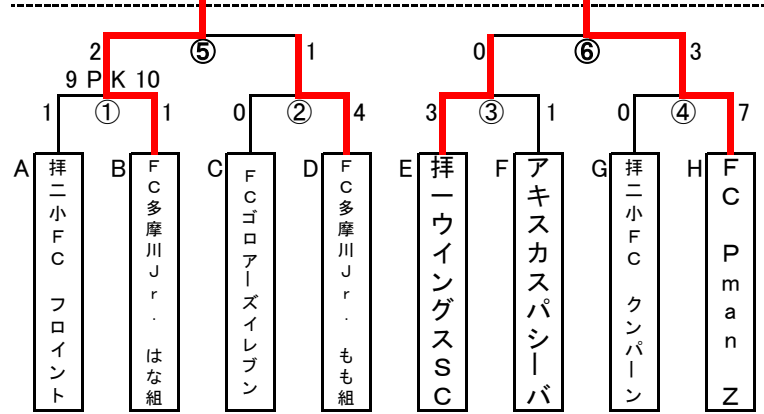 2 ⑤ 1 0 ⑥ 3
9 PK 10
1 ① 1 0 ② 4 3 ③ 1 0 ④ 7
A 拝二小FC フロイント
B FC多摩川Jr. はな組
C FCゴロアーズイレブン
D FC多摩川Jr. もも組
E 拝一ウイングスSC
F アキスカスパシーバ
G 拝二小FC クンパーン
H FC Pman Z